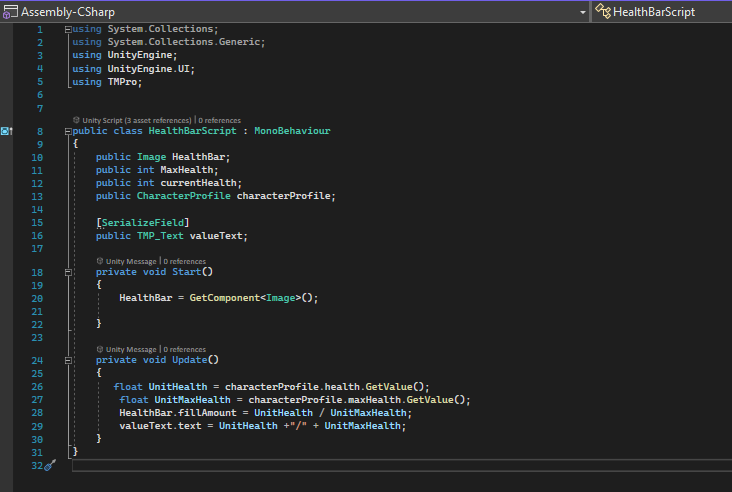 Assembly-CSharp HealthBarScript
1 using System.Collections;
2 using System.Collections.Generic;
3 using UnityEngine;
4 using UnityEngine.UI;
5 using TMPro;
6
7
Unity Script (3 asset references) | 0 references
8 public class HealthBarScript : MonoBehaviour
9 {
10 public Image HealthBar;
11 public int MaxHealth;
12 public int currentHealth;
13 public CharacterProfile characterProfile;
14
15 [SerializeField]
16 public TMP_Text valueText;
17
Unity Message | 0 references
18 private void Start()
19 {
20 HealthBar = GetComponent<Image>();
21
22 }
23
Unity Message | 0 references
24 private void Update()
25 {
26 float UnitHealth = characterProfile.health.GetValue();
27 float UnitMaxHealth = characterProfile.maxHealth.GetValue();
28 HealthBar.fillAmount = UnitHealth / UnitMaxHealth;
29 valueText.text = UnitHealth +"/" + UnitMaxHealth;
30 }
31 }
32